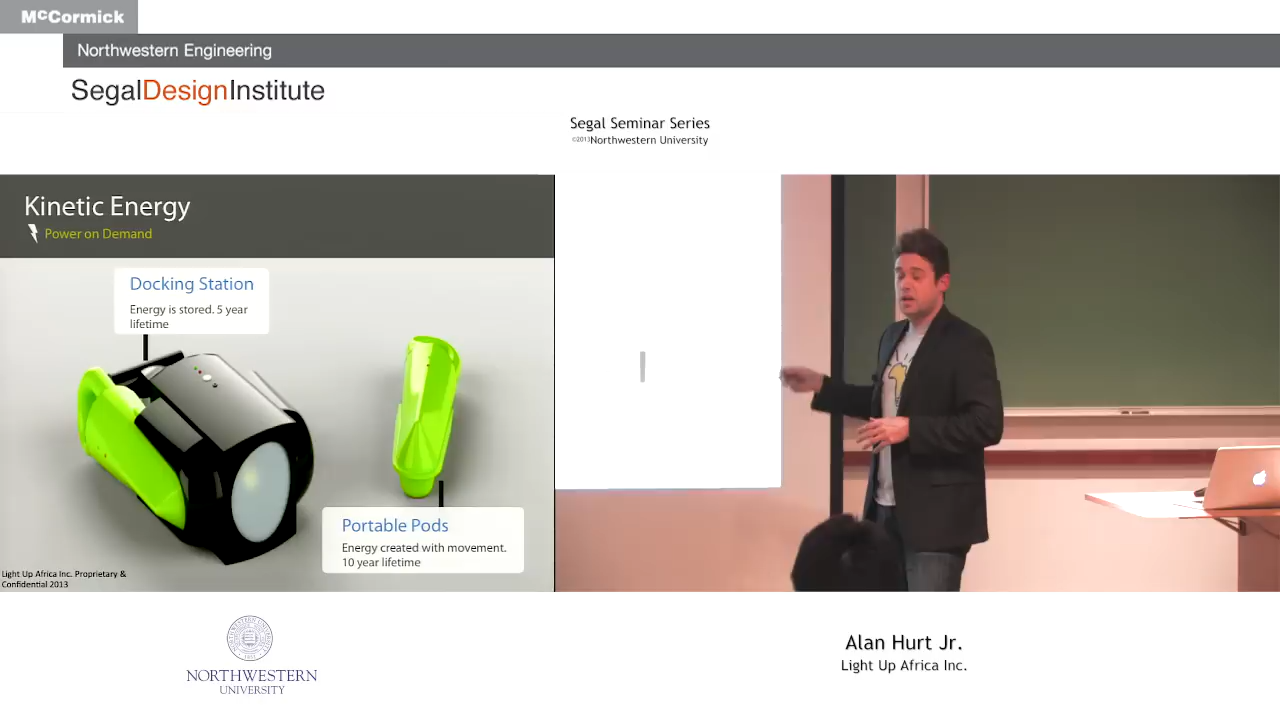 McCormick
Northwestern Engineering
SegalDesignInstitute
Segal Seminar Series
©2013Northwestern University
Kinetic Energy
Power on Demand
Docking Station
Energy is stored. 5 year
lifetime
Portable Pods
Energy created with movement.
10 year lifetime
Light Up Africa Inc. Proprietary &
Confidential 2013
NORTHWESTERN
UNIVERSITY
Alan Hurt Jr.
Light Up Africa Inc.